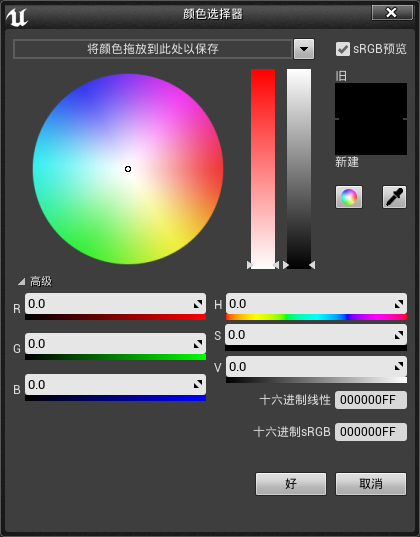 颜色选择器
将颜色拖放到此处以保存
sRGB预览
旧
新建
高级
R 0.0
H 0.0
G 0.0
S 0.0
B 0.0
V 0.0
十六进制线性 000000FF
十六进制sRGB 000000FF
好
取消